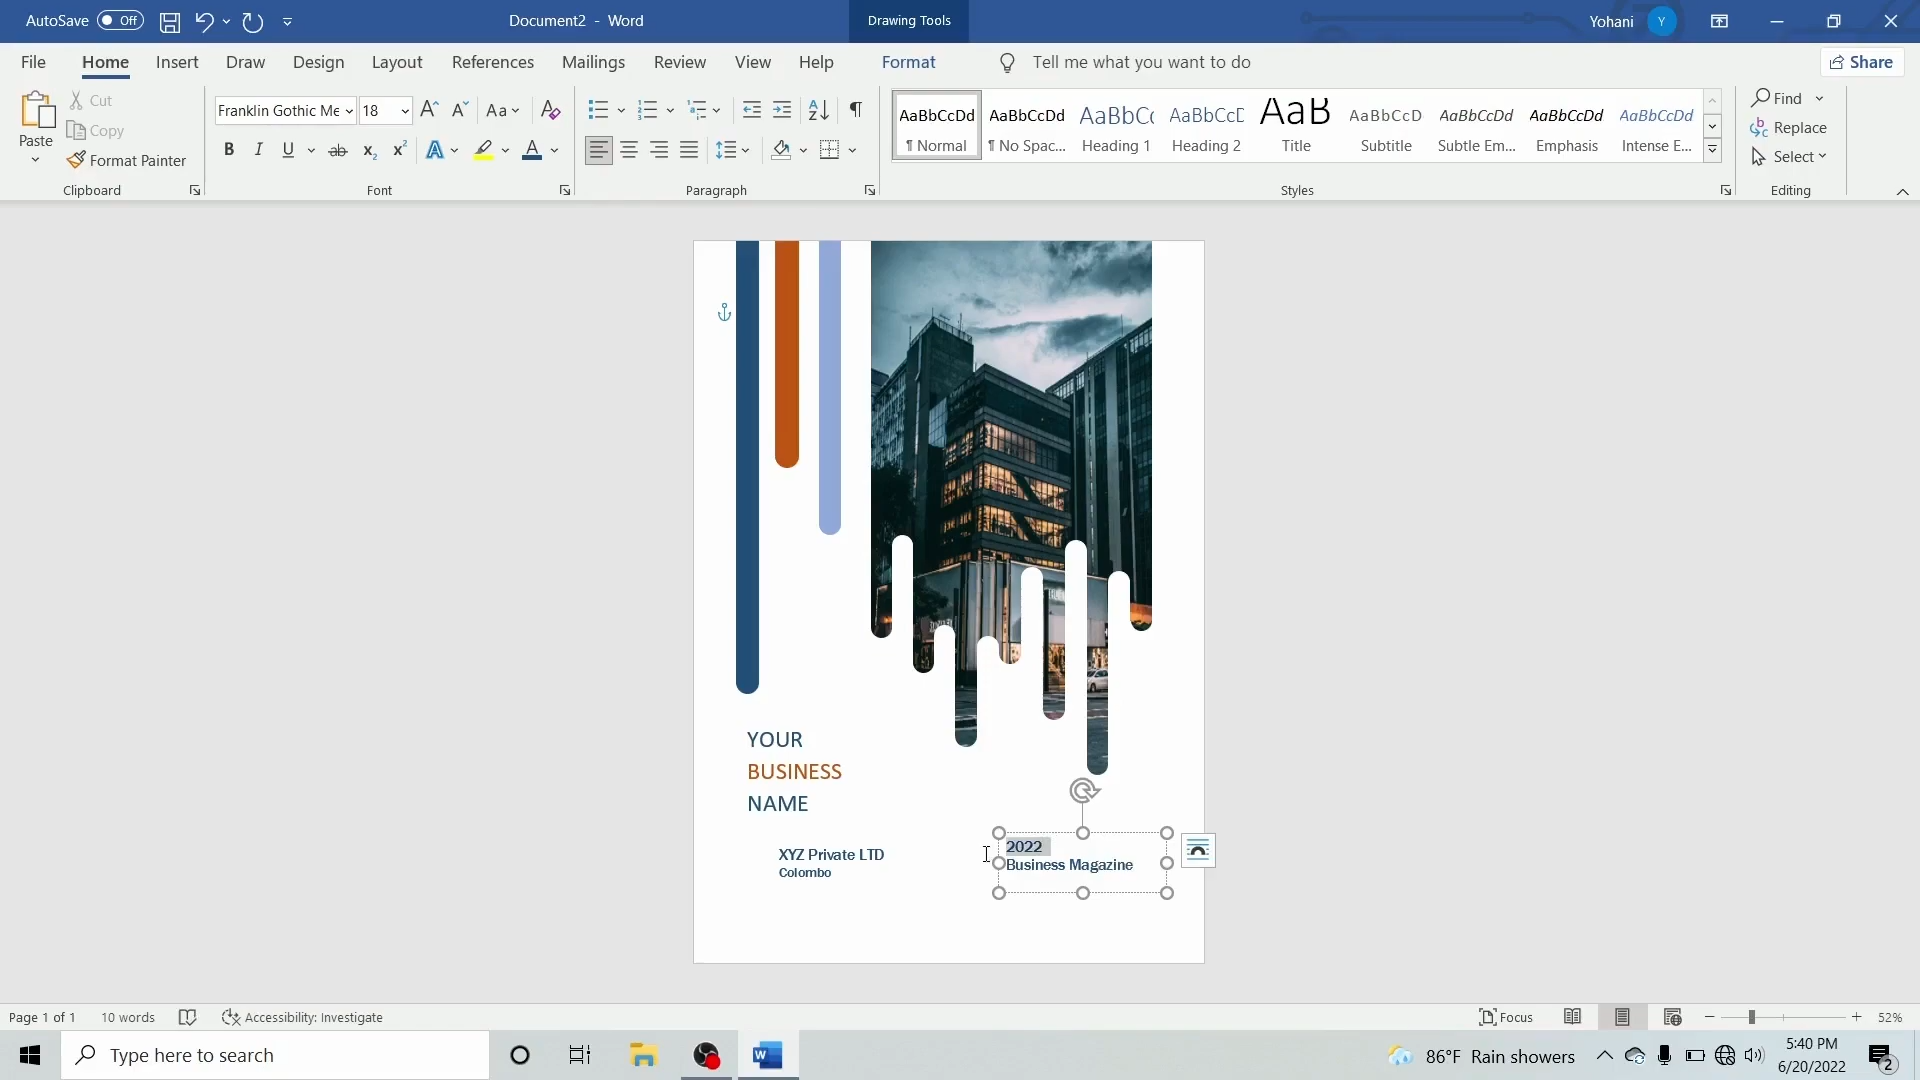 AutoSave Off
Document2 - Word
Drawing Tools
Yohani Y
File Home Insert Draw Design Layout References Mailings Review View Help Format Tell me what you want to do Share
Paste
Cut
Copy
Format Painter
Clipboard
Franklin Gothic Me 18
Font
Paragraph
AaBbCcDd AaBbCcDd AaBbCc AaBbCcD AaB AaBbCcD AaBbCcDd AaBbCcDd AaBbCcDd
¶ Normal ¶ No Spac... Heading 1 Heading 2 Title Subtitle Subtle Em... Emphasis Intense E...
Styles
Find
Replace
Select
Editing
YOUR
BUSINESS
NAME
XYZ Private LTD
Colombo
2022
Business Magazine
Page 1 of 1 10 words Accessibility: Investigate Focus 52%
Type here to search
86°F Rain showers
5:40 PM
6/20/2022
2